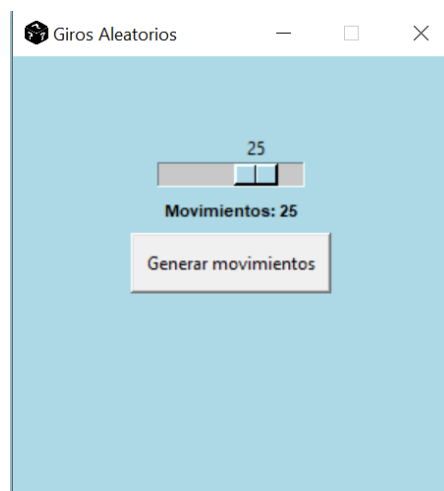 Giros Aleatorios
25
Movimientos: 25
Generar movimientos